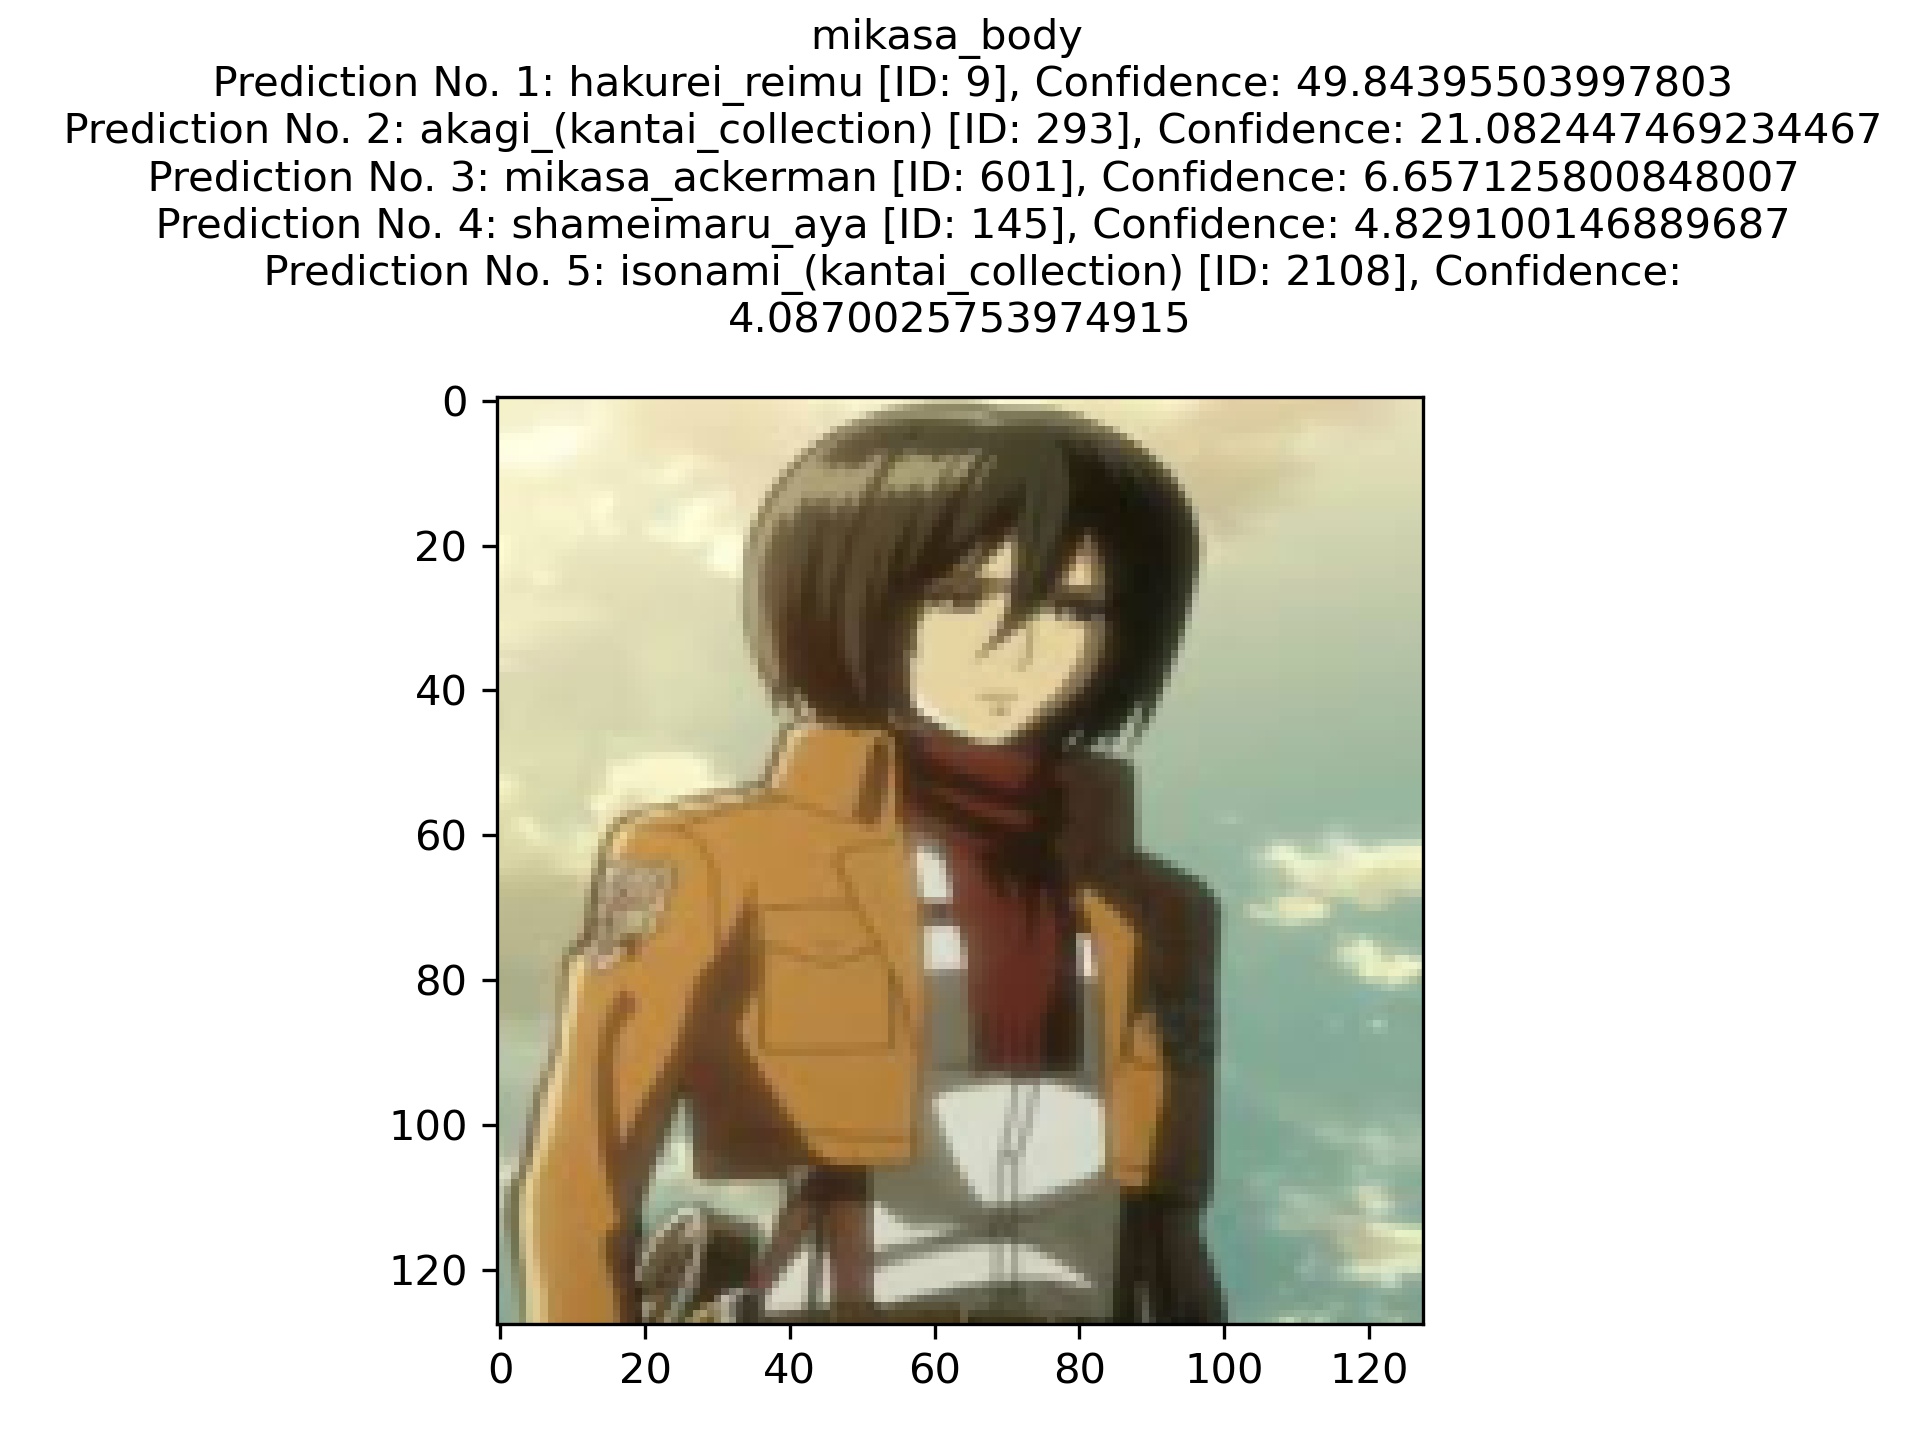 mikasa_body
Prediction No. 1: hakurei_reimu [ID: 9], Confidence: 49.84395503997803
Prediction No. 2: akagi_(kantai_collection) [ID: 293], Confidence: 21.082447469234467
Prediction No. 3: mikasa_ackerman [ID: 601], Confidence: 6.657125800848007
Prediction No. 4: shameimaru_aya [ID: 145], Confidence: 4.829100146889687
Prediction No. 5: isonami_(kantai_collection) [ID: 2108], Confidence:
4.0870025753974915
0
20
40
60
80
100
120
0 20 40 60 80 100 120